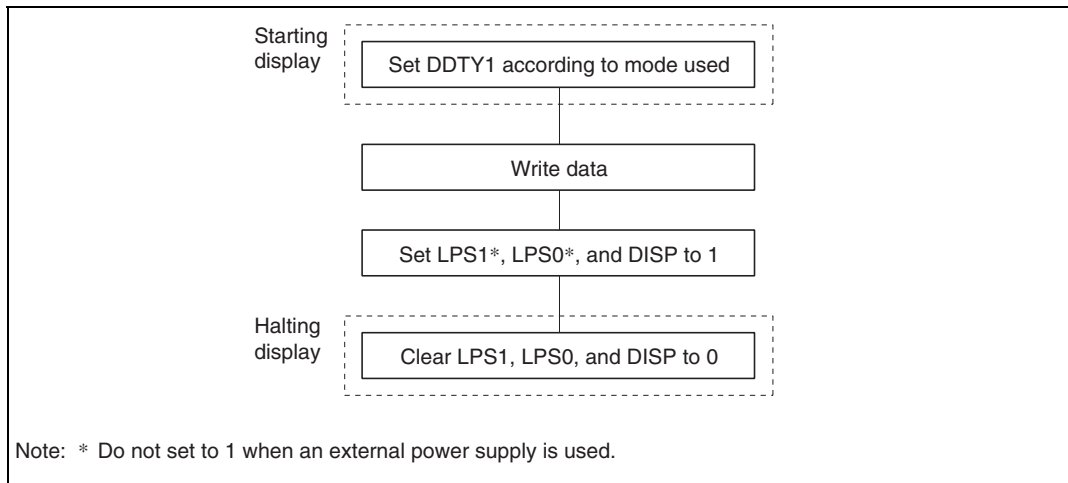 Starting
display
Set DDTY1 according to mode used
Write data
Set LPS1*, LPS0*, and DISP to 1
Halting
display
Clear LPS1, LPS0, and DISP to 0
Note: * Do not set to 1 when an external power supply is used.